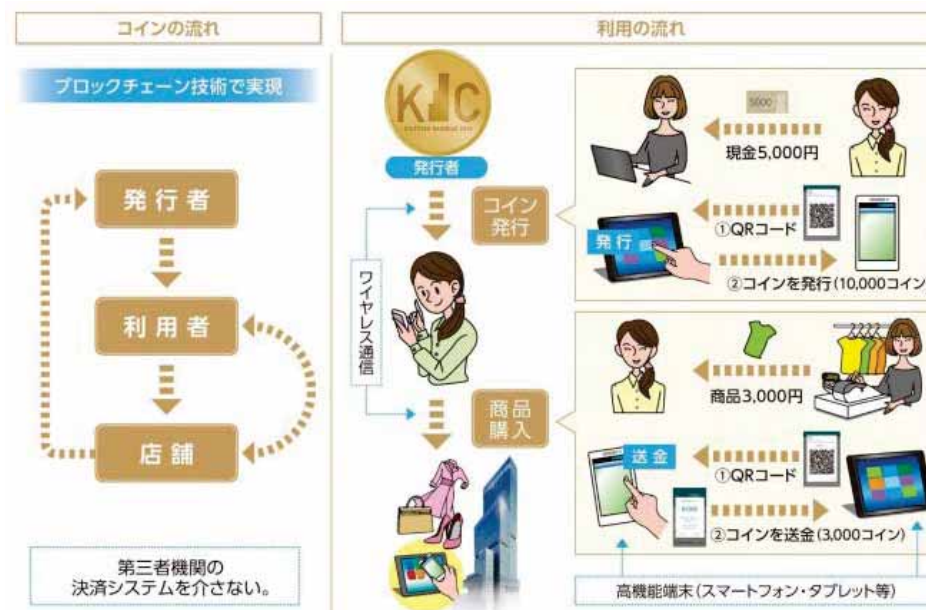 コインの流れ
ブロックチェーン技術で実現
発行者
利用者
店舗
第三者機関の
決済システムを介さない。
利用の流れ
KIC
発行者
コイン
発行
ワイヤレス通信
商品
購入
5000
現金5,000円
①QRコード
発行
②コインを発行(10,000コイン
商品3,000円
送金
①QRコード
②コインを送金(3,000コイン)
高機能端末(スマートフォン・タブレット等)